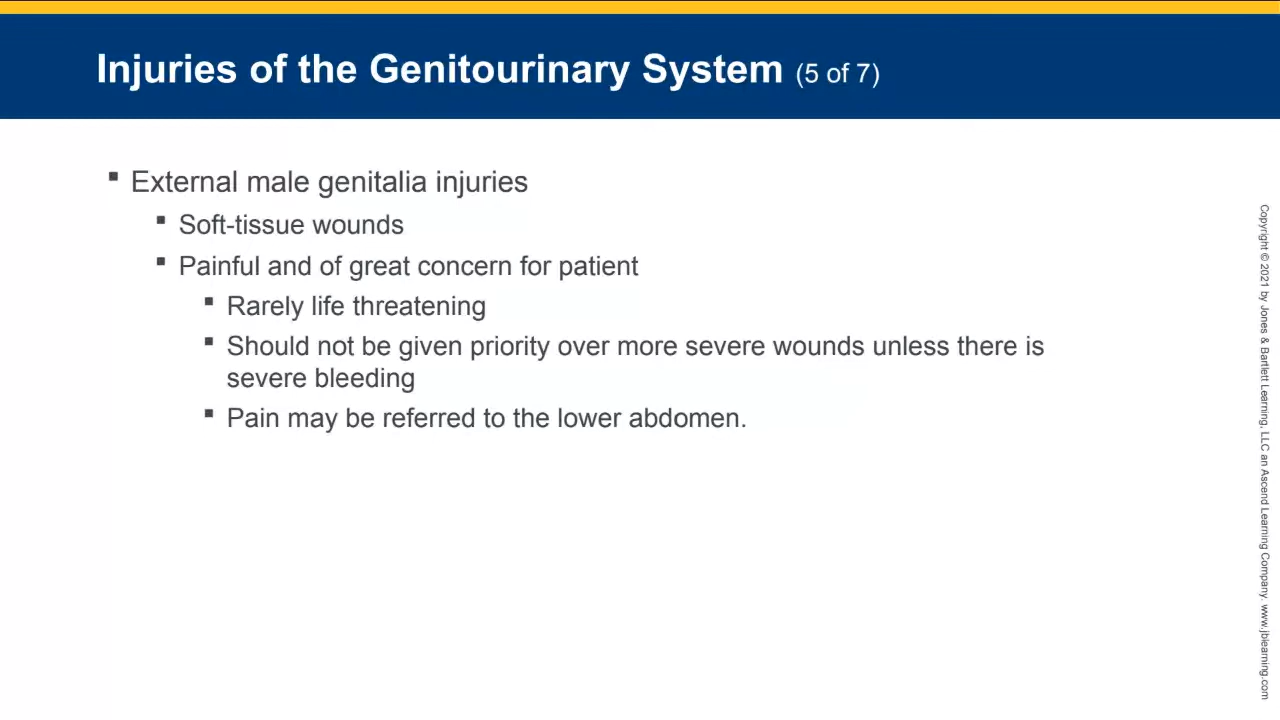 Injuries of the Genitourinary System (5 of 7)
External male genitalia injuries
Soft-tissue wounds
Painful and of great concern for patient
Rarely life threatening
Should not be given priority over more severe wounds unless there is
severe bleeding
Pain may be referred to the lower abdomen.
Copyright © 2021 by Jones & Bartlett Learning, LLC an Ascend Learning Company. www.jblearning.com